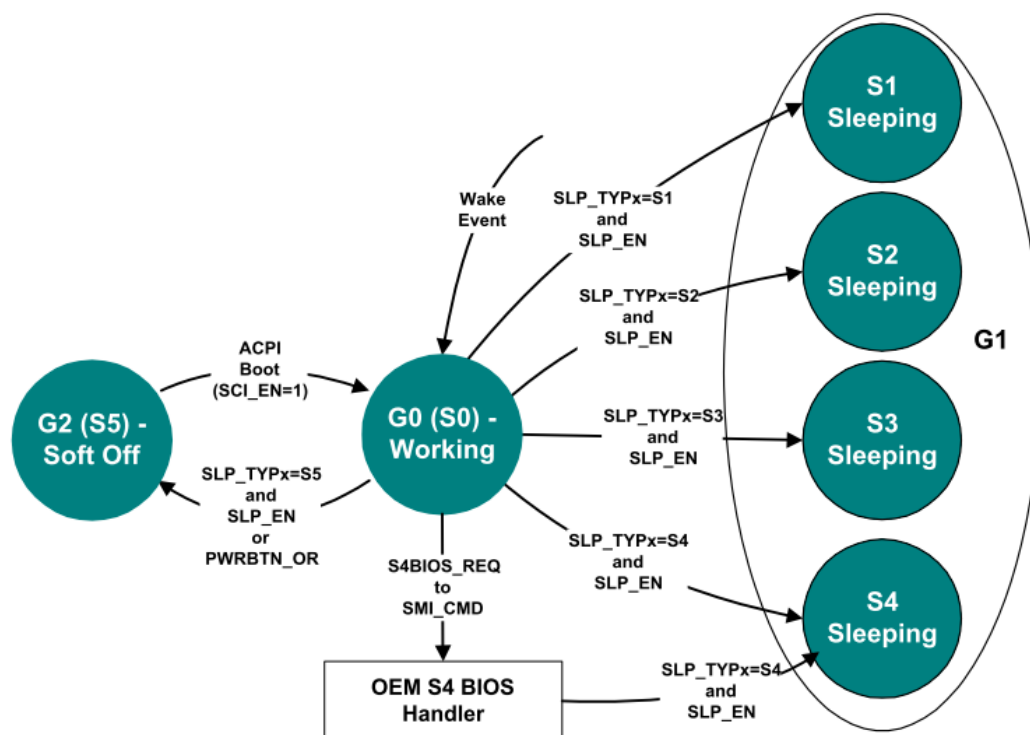 S1
Sleeping
Wake
Event
SLP_TYPx=S1
and
SLP_EN
S2
Sleeping
SLP_TYPx=S2
and
SLP_EN
G1
ACPI
Boot
(SCI_EN=1)
G2 (S5) -
Soft Off
G0 (S0) -
Working
SLP_TYPx=S3
and
SLP_EN
S3
Sleeping
SLP_TYPx=S5
and
SLP_EN
or
PWRBTN_OR
S4BIOS_REQ
to
SMI_CMD
SLP_TYPx=S4
and
SLP_EN
S4
Sleeping
OEM S4 BIOS
Handler
SLP_TYPx=S4
and
SLP_EN